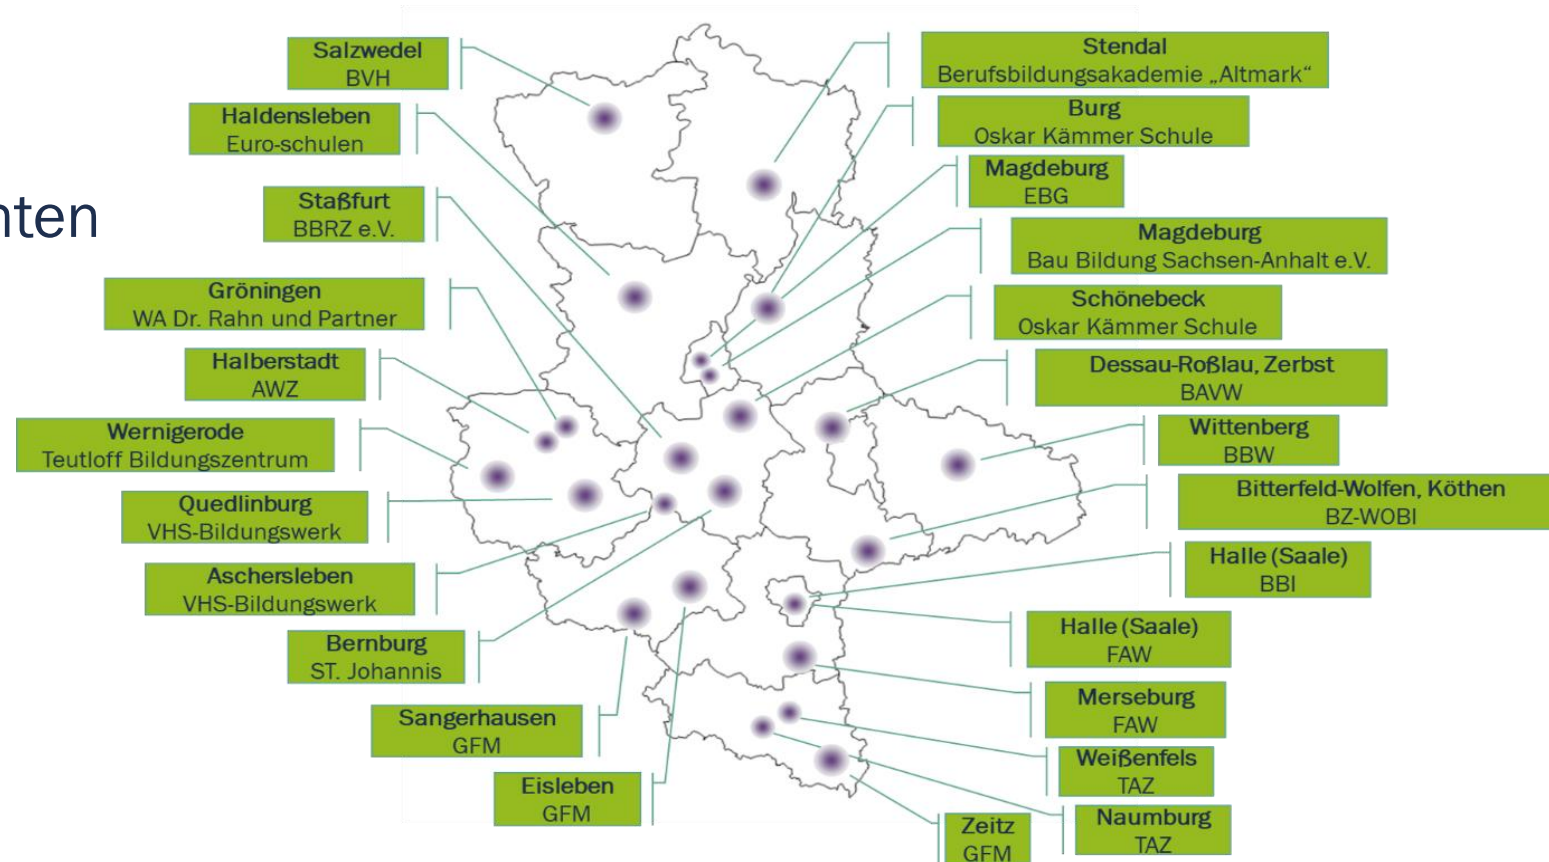 nten
Salzwedel
BVH
Haldensleben
Euro-schulen
Staßfurt
BBRZ e.V.
Gröningen
WA Dr. Rahn und Partner
Halberstadt
AWZ
Wernigerode
Teutloff Bildungszentrum
Quedlinburg
VHS-Bildungswerk
Aschersleben
VHS-Bildungswerk
Bernburg
ST. Johannis
Sangerhausen
GFM
Eisleben
GFM
Stendal
Berufsbildungsakademie „Altmark“
Burg
Oskar Kämmer Schule
Magdeburg
EBG
Magdeburg
Bau Bildung Sachsen-Anhalt e.V.
Schönebeck
Oskar Kämmer Schule
Dessau-Roßlau, Zerbst
BAVW
Wittenberg
BBW
Bitterfeld-Wolfen, Köthen
BZ-WOBI
Halle (Saale)
BBI
Halle (Saale)
FAW
Merseburg
FAW
Weißenfels
TAZ
Naumburg
TAZ
Zeitz
GFM